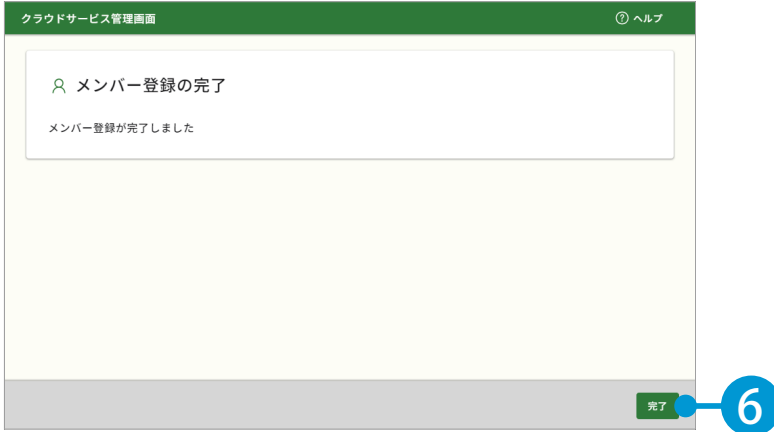 クラウドサービス管理画面
? ヘルプ
メンバー登録の完了
メンバー登録が完了しました
完了
6